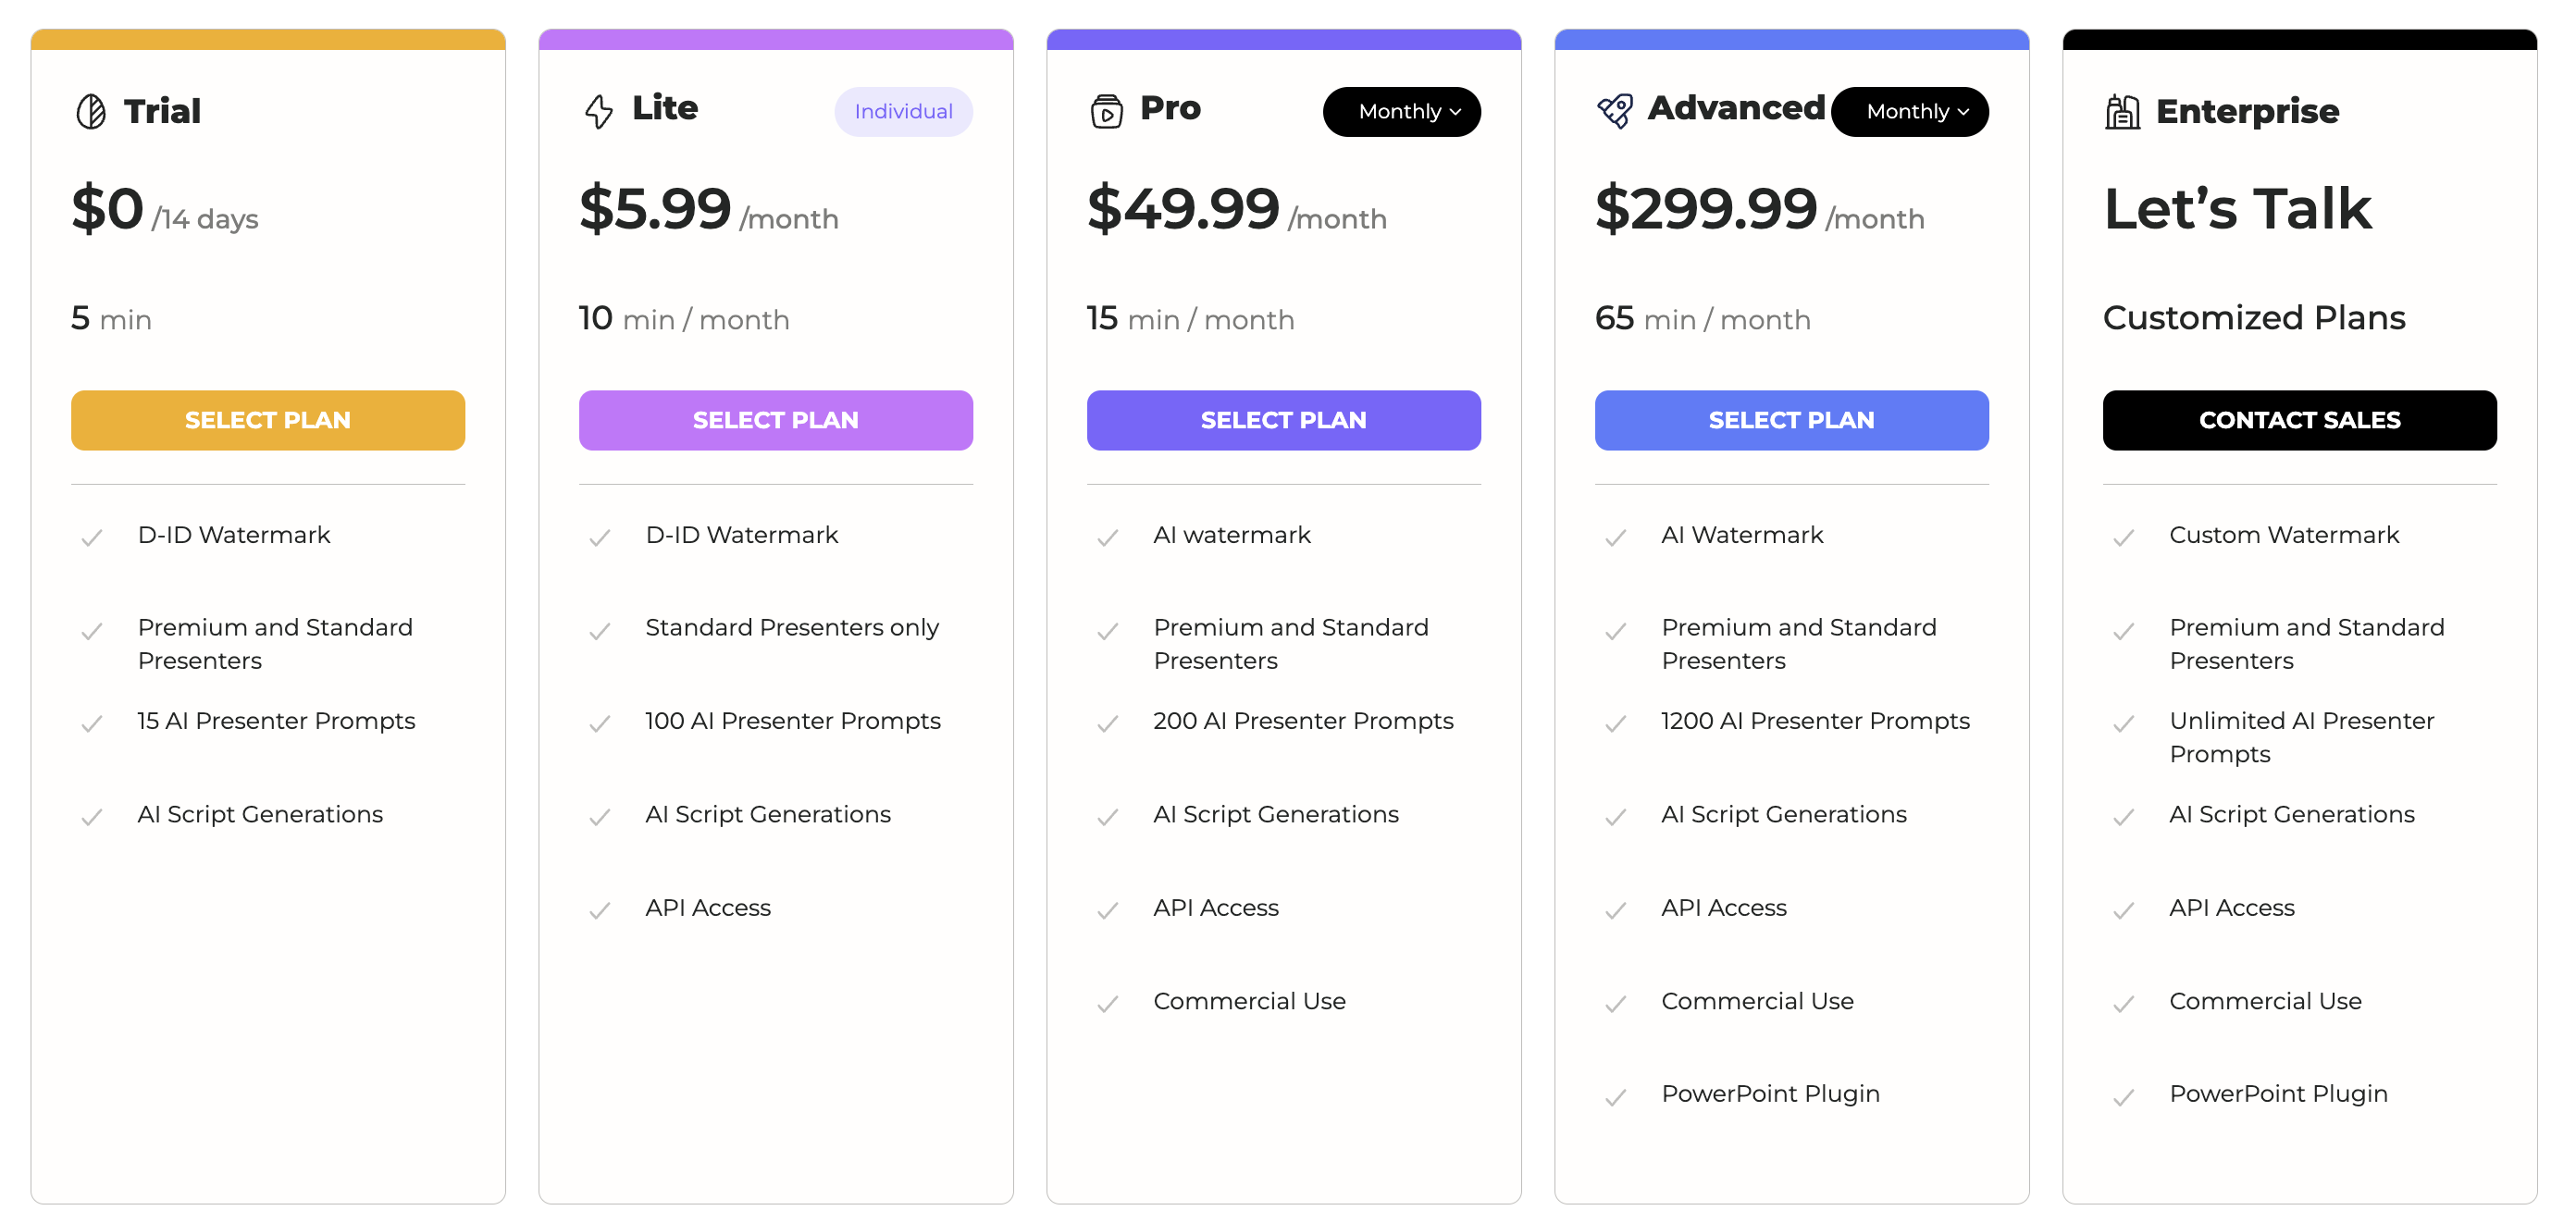 Trial
$0 /14 days
5 min
SELECT PLAN
D-ID Watermark
Premium and Standard
Presenters
15 AI Presenter Prompts
AI Script Generations
Lite
Individual
$5.99 /month
10 min / month
SELECT PLAN
D-ID Watermark
Standard Presenters only
100 AI Presenter Prompts
AI Script Generations
API Access
Pro
Monthly
$49.99 /month
15 min / month
SELECT PLAN
AI watermark
Premium and Standard
Presenters
200 AI Presenter Prompts
AI Script Generations
API Access
Commercial Use
Advanced
Monthly
$299.99 /month
65 min / month
SELECT PLAN
AI Watermark
Premium and Standard
Presenters
1200 AI Presenter Prompts
AI Script Generations
API Access
Commercial Use
PowerPoint Plugin
Enterprise
Let’s Talk
Customized Plans
CONTACT SALES
Custom Watermark
Premium and Standard
Presenters
Unlimited AI Presenter
Prompts
AI Script Generations
API Access
Commercial Use
PowerPoint Plugin